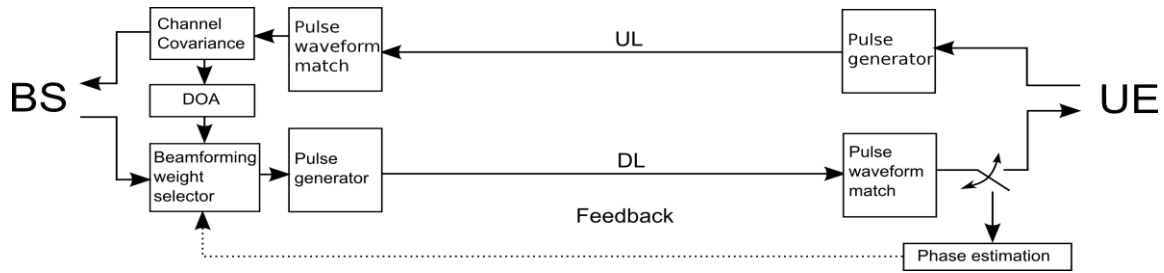 Channel
Covariance
Pulse
waveform
match
UL
Pulse
generator
BS
DOA
UE
Beamforming
weight
selector
Pulse
generator
DL
Pulse
waveform
match
Feedback
Phase estimation